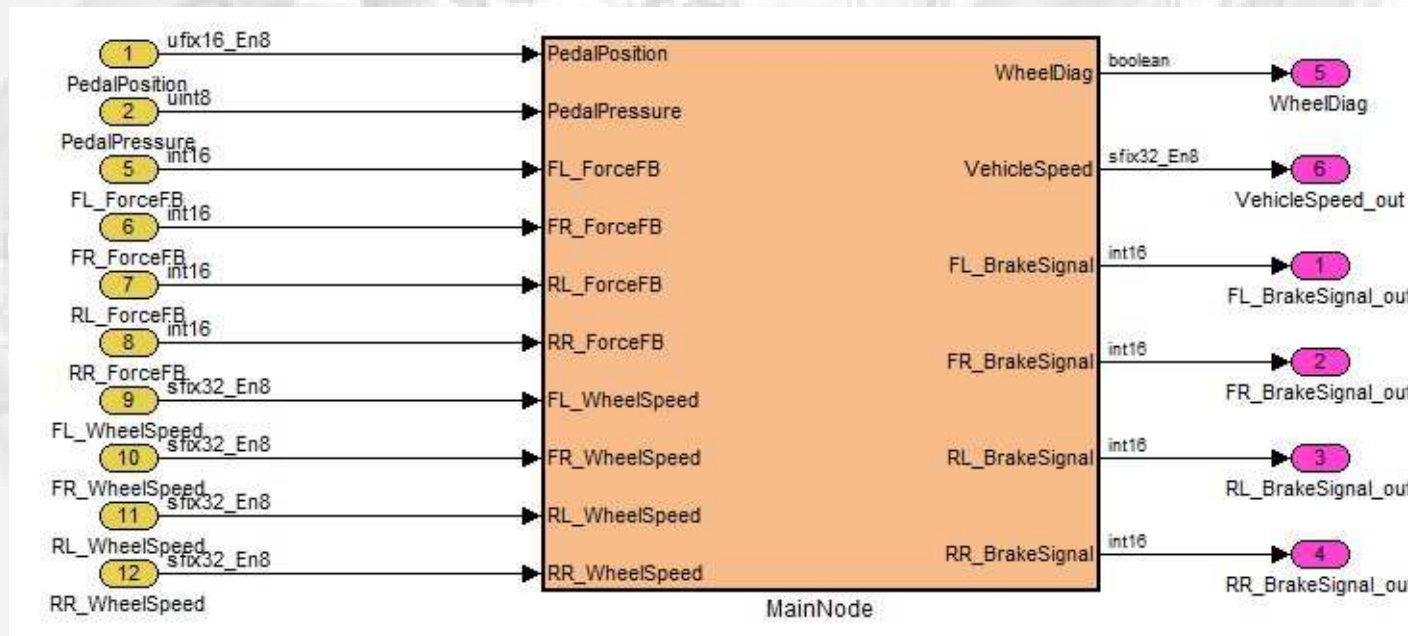 1 ufix16_En8 PedalPosition WheelDiag boolean 5
PedalPosition WheelDiag
2 uint8 PedalPressure
PedalPressure VehicleSpeed sfix32_En8 6
5 int16 FL_ForceFB VehicleSpeed_out
FL_ForceFB
6 int16 FR_ForceFB FL_BrakeSignal int16 1
FR_ForceFB FL_BrakeSignal_out
7 int16 RL_ForceFB
RL_ForceFB
8 int16 RR_ForceFB FR_BrakeSignal int16 2
RR_ForceFB FR_BrakeSignal_out
9 sfix32_En8 FL_WheelSpeed
FL_WheelSpeed
10 sfix32_En8 FR_WheelSpeed RL_BrakeSignal int16 3
FR_WheelSpeed RL_BrakeSignal_out
11 sfix32_En8 RL_WheelSpeed
RL_WheelSpeed
12 sfix32_En8 RR_WheelSpeed RR_BrakeSignal int16 4
RR_WheelSpeed RR_BrakeSignal_ou
MainNode